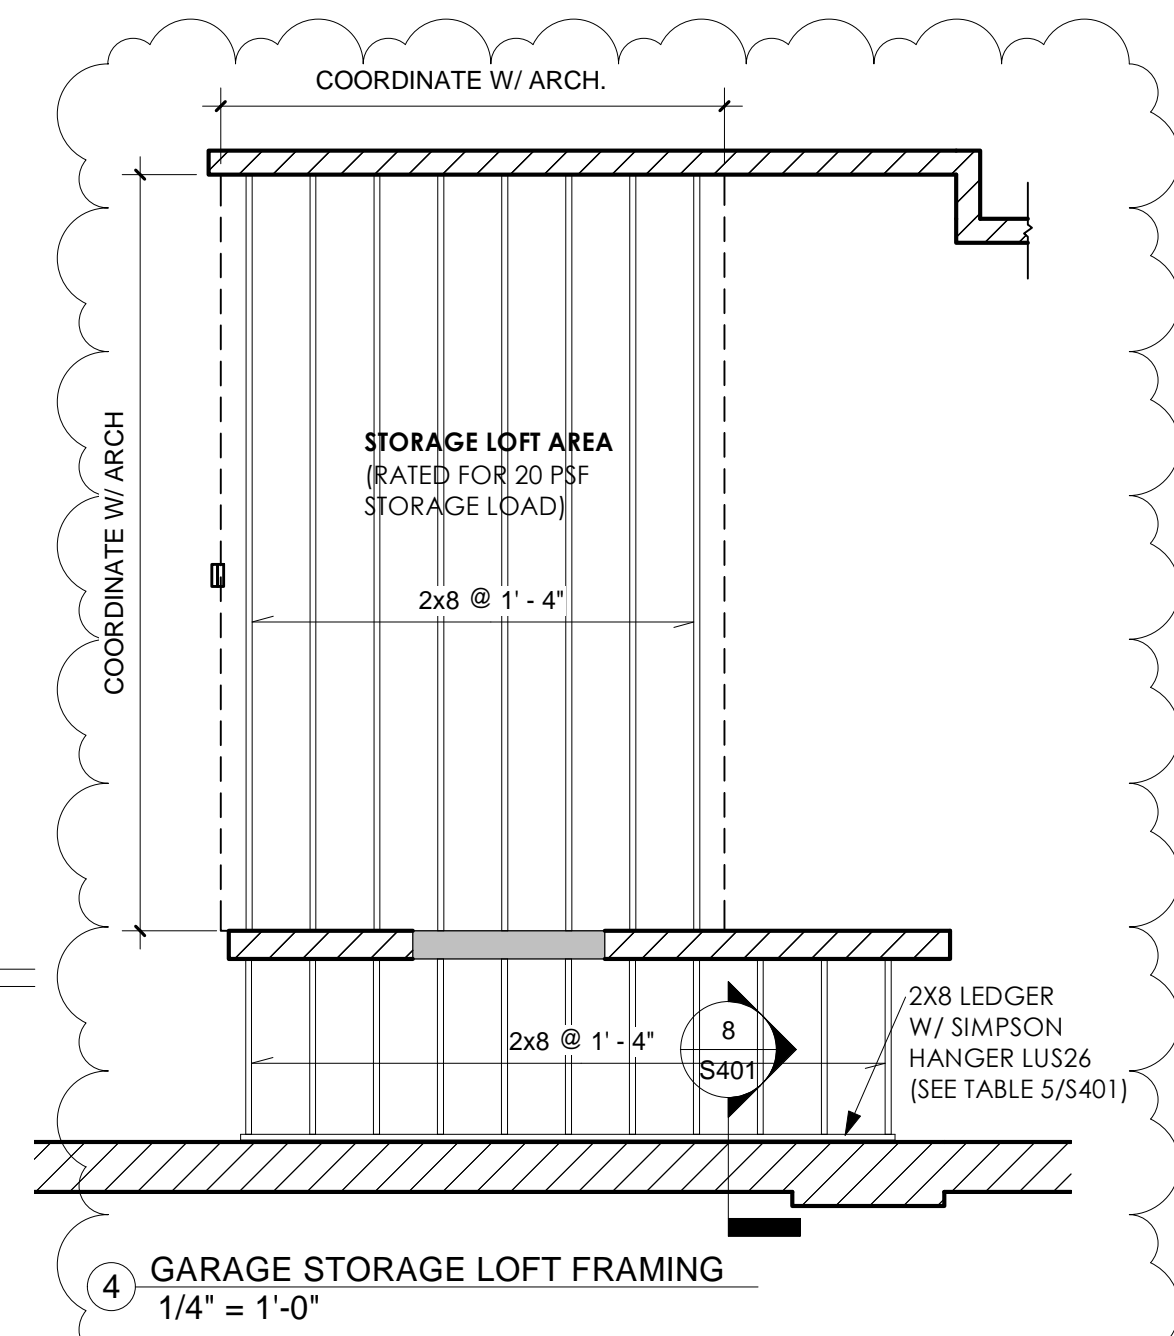 COORDINATE W/ ARCH.
COORDINATE W/ ARCH
STORAGE LOFT AREA
(RATED FOR 20 PSF
STORAGE LOAD)
2x8 @ 1' - 4"
2x8 @ 1' - 4"
8
S401
2X8 LEDGER
W/ SIMPSON
HANGER LUS26
(SEE TABLE 5/S401)
4
GARAGE STORAGE LOFT FRAMING
1/4" = 1'-0"